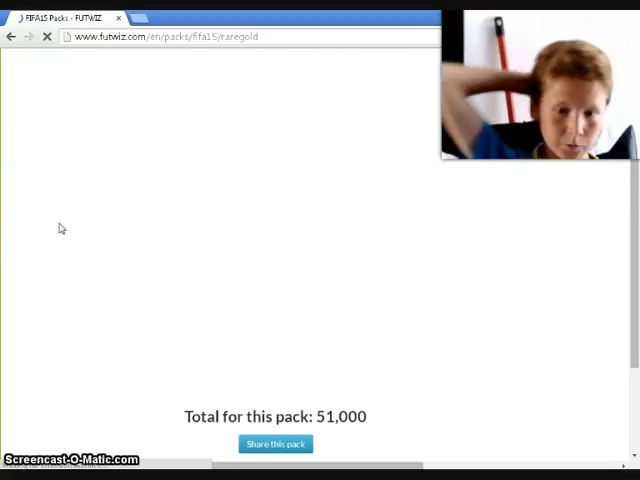 FIFA15 Packs - FUTWIZ
www.futwiz.com/en/packs/fifa15/raregold
Total for this pack: 51,000
Share this pack
Screencast-O-Matic.com